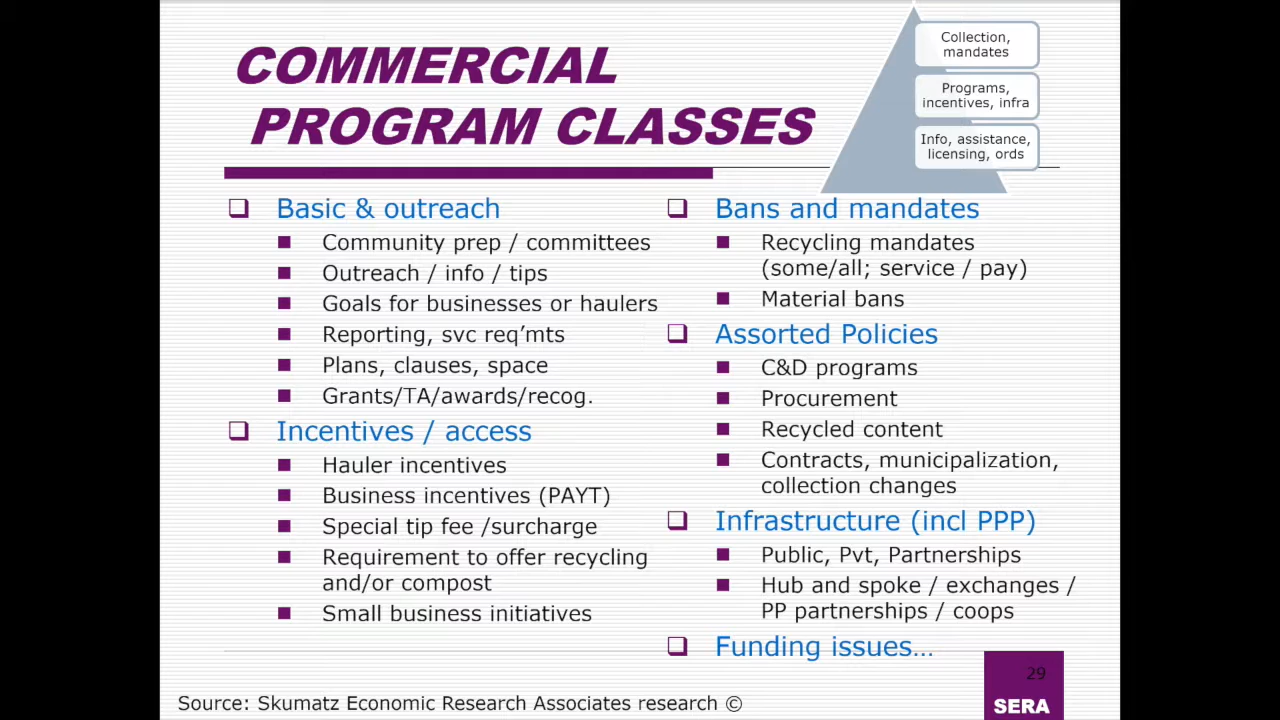 COMMERCIAL
PROGRAM CLASSES
Collection,
mandates
Programs,
incentives, infra
Info, assistance,
licensing, ords
Basic & outreach
Community prep / committees
Outreach / info / tips
Goals for businesses or haulers
Reporting, svc req’mts
Plans, clauses, space
Grants/TA/awards/recog.
Incentives / access
Hauler incentives
Business incentives (PAYT)
Special tip fee /surcharge
Requirement to offer recycling
and/or compost
Small business initiatives
Bans and mandates
Recycling mandates
(some/all; service / pay)
Material bans
Assorted Policies
C&D programs
Procurement
Recycled content
Contracts, municipalization,
collection changes
Infrastructure (incl PPP)
Public, Pvt, Partnerships
Hub and spoke / exchanges /
PP partnerships / coops
Funding issues…
29
SERA
Source: Skumatz Economic Research Associates research ©